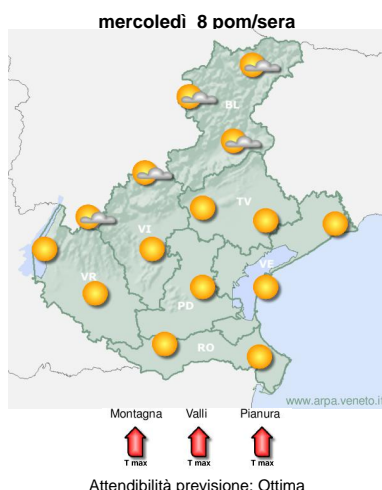 mercoledì 8 pom/sera
BL
TV
VI
VE
VR
PD
RO
www.arpa.veneto.it
Montagna Valli Pianura
T max T max T max
Attendibilità previsione: Ottima